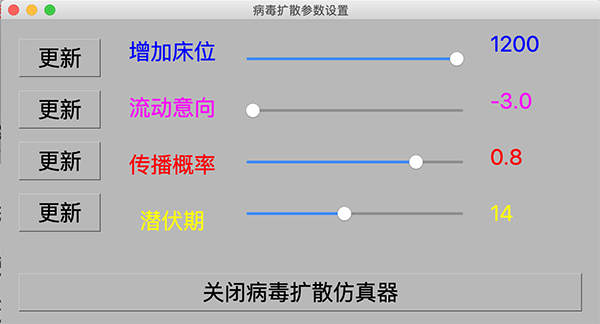 病毒扩散参数设置
更新 增加床位 1200
更新 流动意向 -3.0
更新 传播概率 0.8
更新 潜伏期 14
关闭病毒扩散仿真器